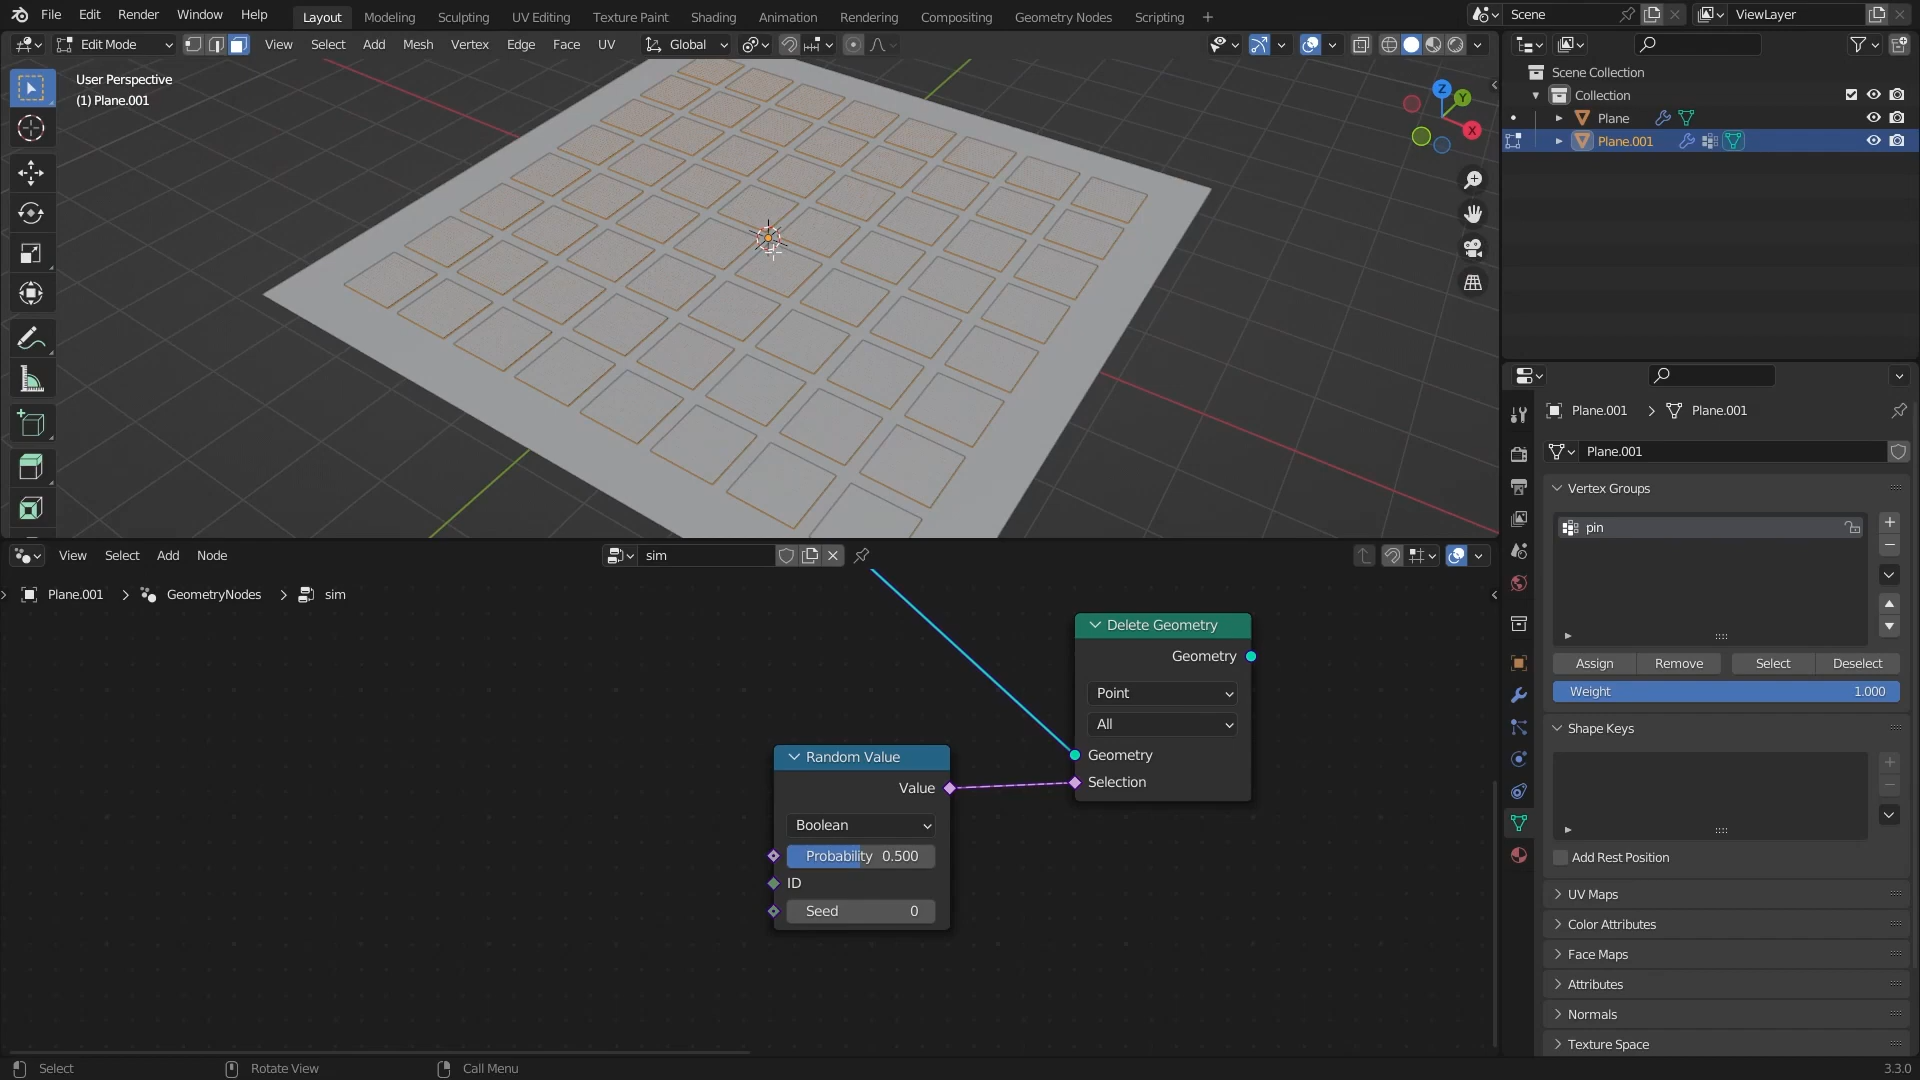 File Edit Render Window Help Layout Modeling Sculpting UV Editing Texture Paint Shading Animation Rendering Compositing Geometry Nodes Scripting + Scene ViewLayer
Edit Mode View Select Add Mesh Vertex Edge Face UV Global
User Perspective
(1) Plane.001
Z
Y
X
Scene Collection
Collection
Plane
Plane.001
Plane.001 > Plane.001
Plane.001
Vertex Groups
pin
Assign Remove Select Deselect
Weight 1.000
Shape Keys
Add Rest Position
UV Maps
Color Attributes
Face Maps
Attributes
Normals
Texture Space
View Select Add Node sim
Plane.001 > GeometryNodes > sim
Delete Geometry
Geometry
Point
All
Geometry
Selection
Random Value
Value
Boolean
Probability 0.500
ID
Seed 0
Select Rotate View Call Menu 3.3.0